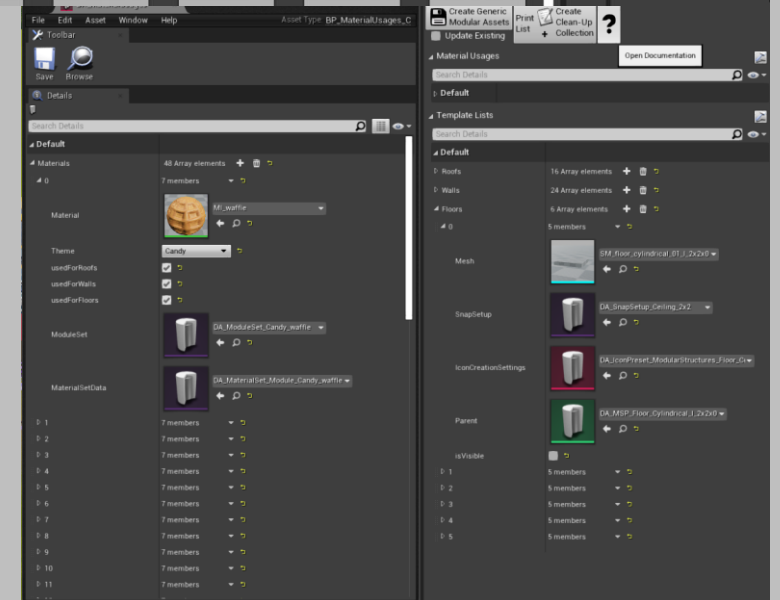 File Edit Asset Window Help Asset Type BP_MaterialUsages_C
Toolbar
Save Browse
Details
Search Details
Default
Materials 48 Array elements
0 7 members
Material MI_waffle
Theme Candy
usedForRoofs
usedForWalls
usedForFloors
ModuleSet DA_ModuleSet_Candy_waffle
MaterialSetData DA_MaterialSet_Module_Candy_waffle
1 7 members
2 7 members
3 7 members
4 7 members
5 7 members
6 7 members
7 7 members
8 7 members
9 7 members
10 7 members
11 7 members
Create Generic
Modular Assets
Update Existing
Print
List
Create
Clean-Up
+ Collection
?
Open Documentation
Material Usages
Search Details
Default
Template Lists
Search Details
Default
Roofs 16 Array elements
Walls 24 Array elements
Floors 6 Array elements
0 5 members
Mesh SM_floor_cylindrical_01_I_2x2x0
SnapSetup DA_SnapSetup_Ceiling_2x2
IconCreationSettings DA_IconPreset_ModularStructures_Floor_C
Parent DA_MSP_Floor_Cylindrical_I_2x2x0
isVisible
1 5 members
2 5 members
3 5 members
4 5 members
5 5 members